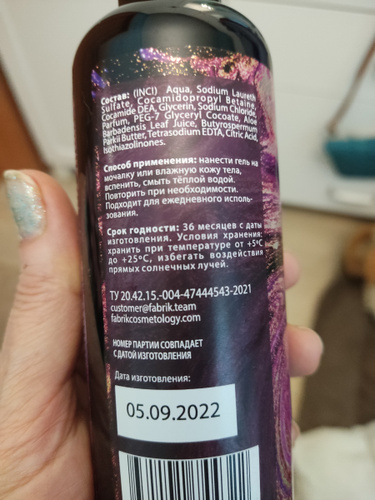 Состав: (INCI) Aqua, Sodium Laureth
Sulfate, Cocamidopropyl Betaine,
Cocamide DEA, Glycerin, Sodium Chloride,
Parfum, PEG-7 Glyceryl Cocoate, Aloe
Barbadensis Leaf Juice, Butyrospermum
Parkii Butter, Tetrasodium EDTA, Citric Acid,
Isothiazolinones.
Способ применения: нанести гель на
мочалку или влажную кожу тела,
вспенить, смыть тёплой водой.
Повторить при необходимости.
Подходит для ежедневного исполь-
зования.
Срок годности: 36 месяцев с даты
изготовления. Условия хранения:
хранить при температуре от +5ºС
до +25ºС, избегать воздействия
прямых солнечных лучей.
ТУ 20.42.15.-004-47444543-2021
customer@fabrik.team
fabrikcosmetology.com
НОМЕР ПАРТИИ СОВПАДАЕТ
С ДАТОЙ ИЗГОТОВЛЕНИЯ
Дата изготовления:
05.09.2022